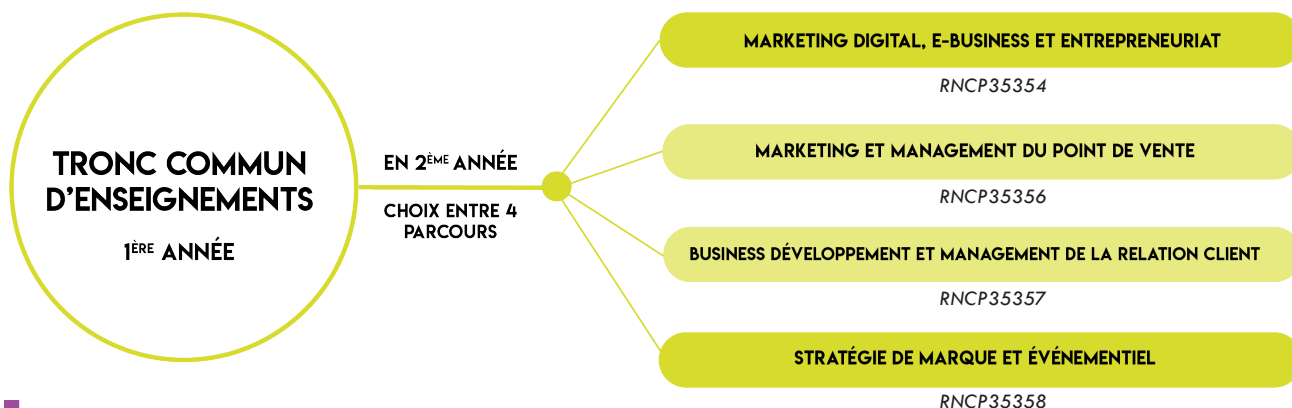 TRONC COMMUN
D'ENSEIGNEMENTS
1ÈRE ANNÉE
EN 2ÈME ANNÉE
CHOIX ENTRE 4
PARCOURS
MARKETING DIGITAL, E-BUSINESS ET ENTREPRENEURIAT
RNCP35354
MARKETING ET MANAGEMENT DU POINT DE VENTE
RNCP35356
BUSINESS DÉVELOPPEMENT ET MANAGEMENT DE LA RELATION CLIENT
RNCP35357
STRATÉGIE DE MARQUE ET ÉVÉNEMENTIEL
RNCP35358